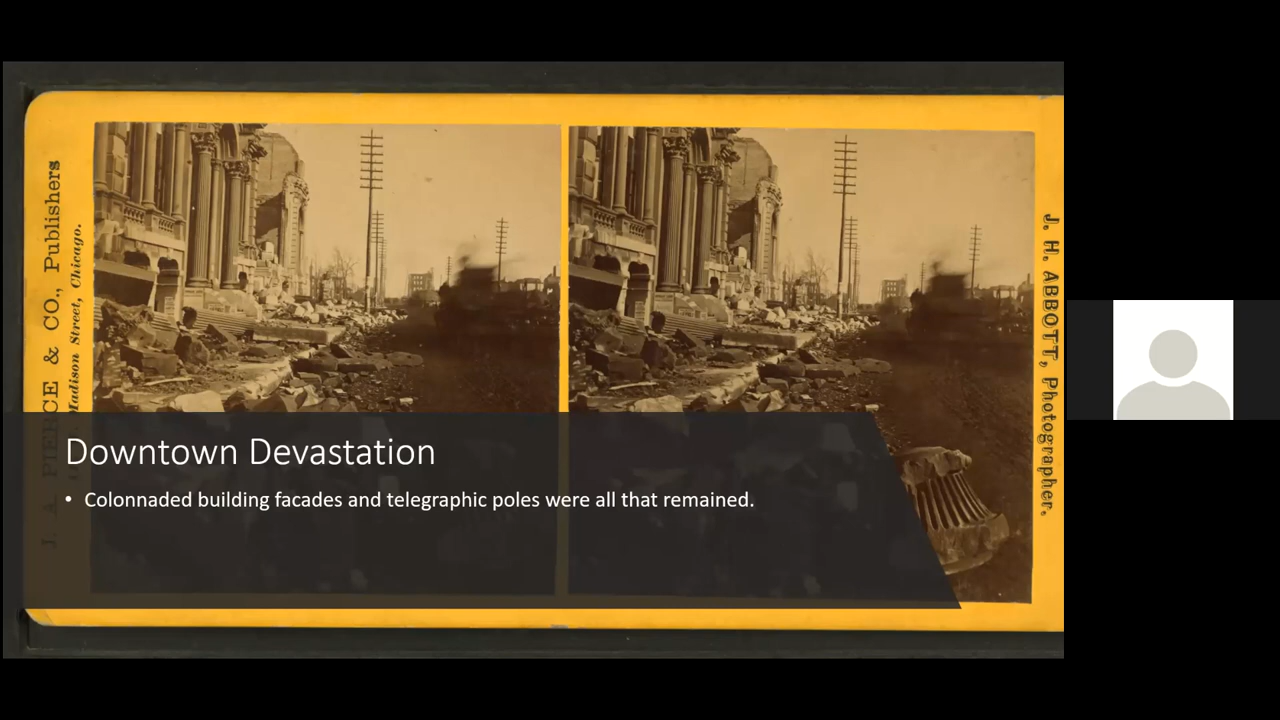 J. A. PIERCE & CO., Publishers
Madison Street, Chicago.
J. H. ABBOTT, Photographer.
Downtown Devastation
• Colonnaded building facades and telegraphic poles were all that remained.